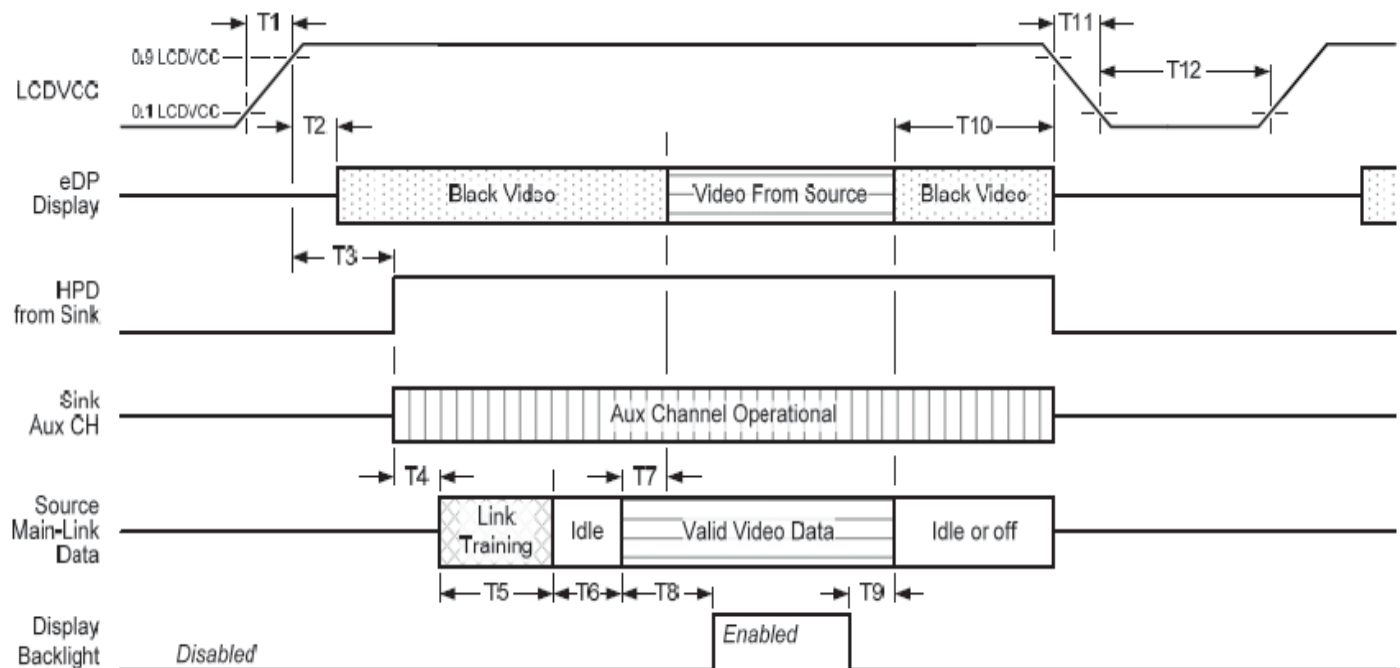 T1
T11
0.9 LCDVCC
T12
LCDVCC
0.1 LCDVCC
T2
T10
eDP
Display
Black Video
Video From Source
Black Video
T3
HPD
from Sink
Sink
Aux CH
Aux Channel Operational
T4
T7
Source
Main-Link
Data
Link
Training
Idle
Valid Video Data
Idle or off
T5
T6
T8
T9
Display
Backlight
Disabled
Enabled